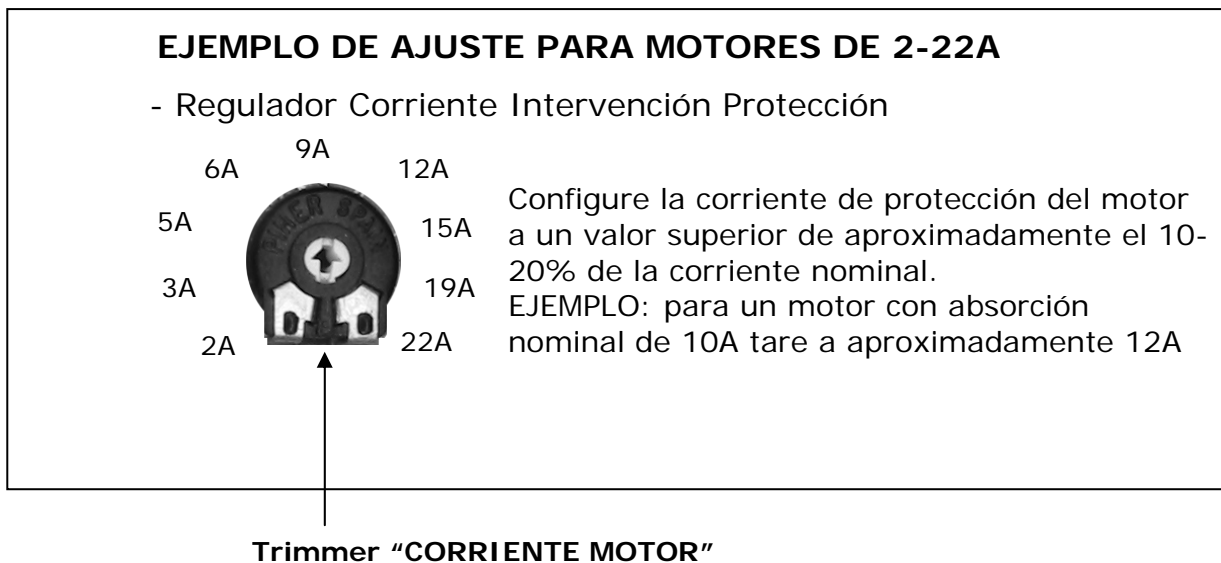 EJEMPLO DE AJUSTE PARA MOTORES DE 2-22A
- Regulador Corriente Intervención Protección
9A
6A
12A
5A
15A
3A
19A
2A
22A
PIHER SPAIN
Configure la corriente de protección del motor
a un valor superior de aproximadamente el 10-
20% de la corriente nominal.
EJEMPLO: para un motor con absorción
nominal de 10A tare a aproximadamente 12A
Trimmer “CORRIENTE MOTOR”